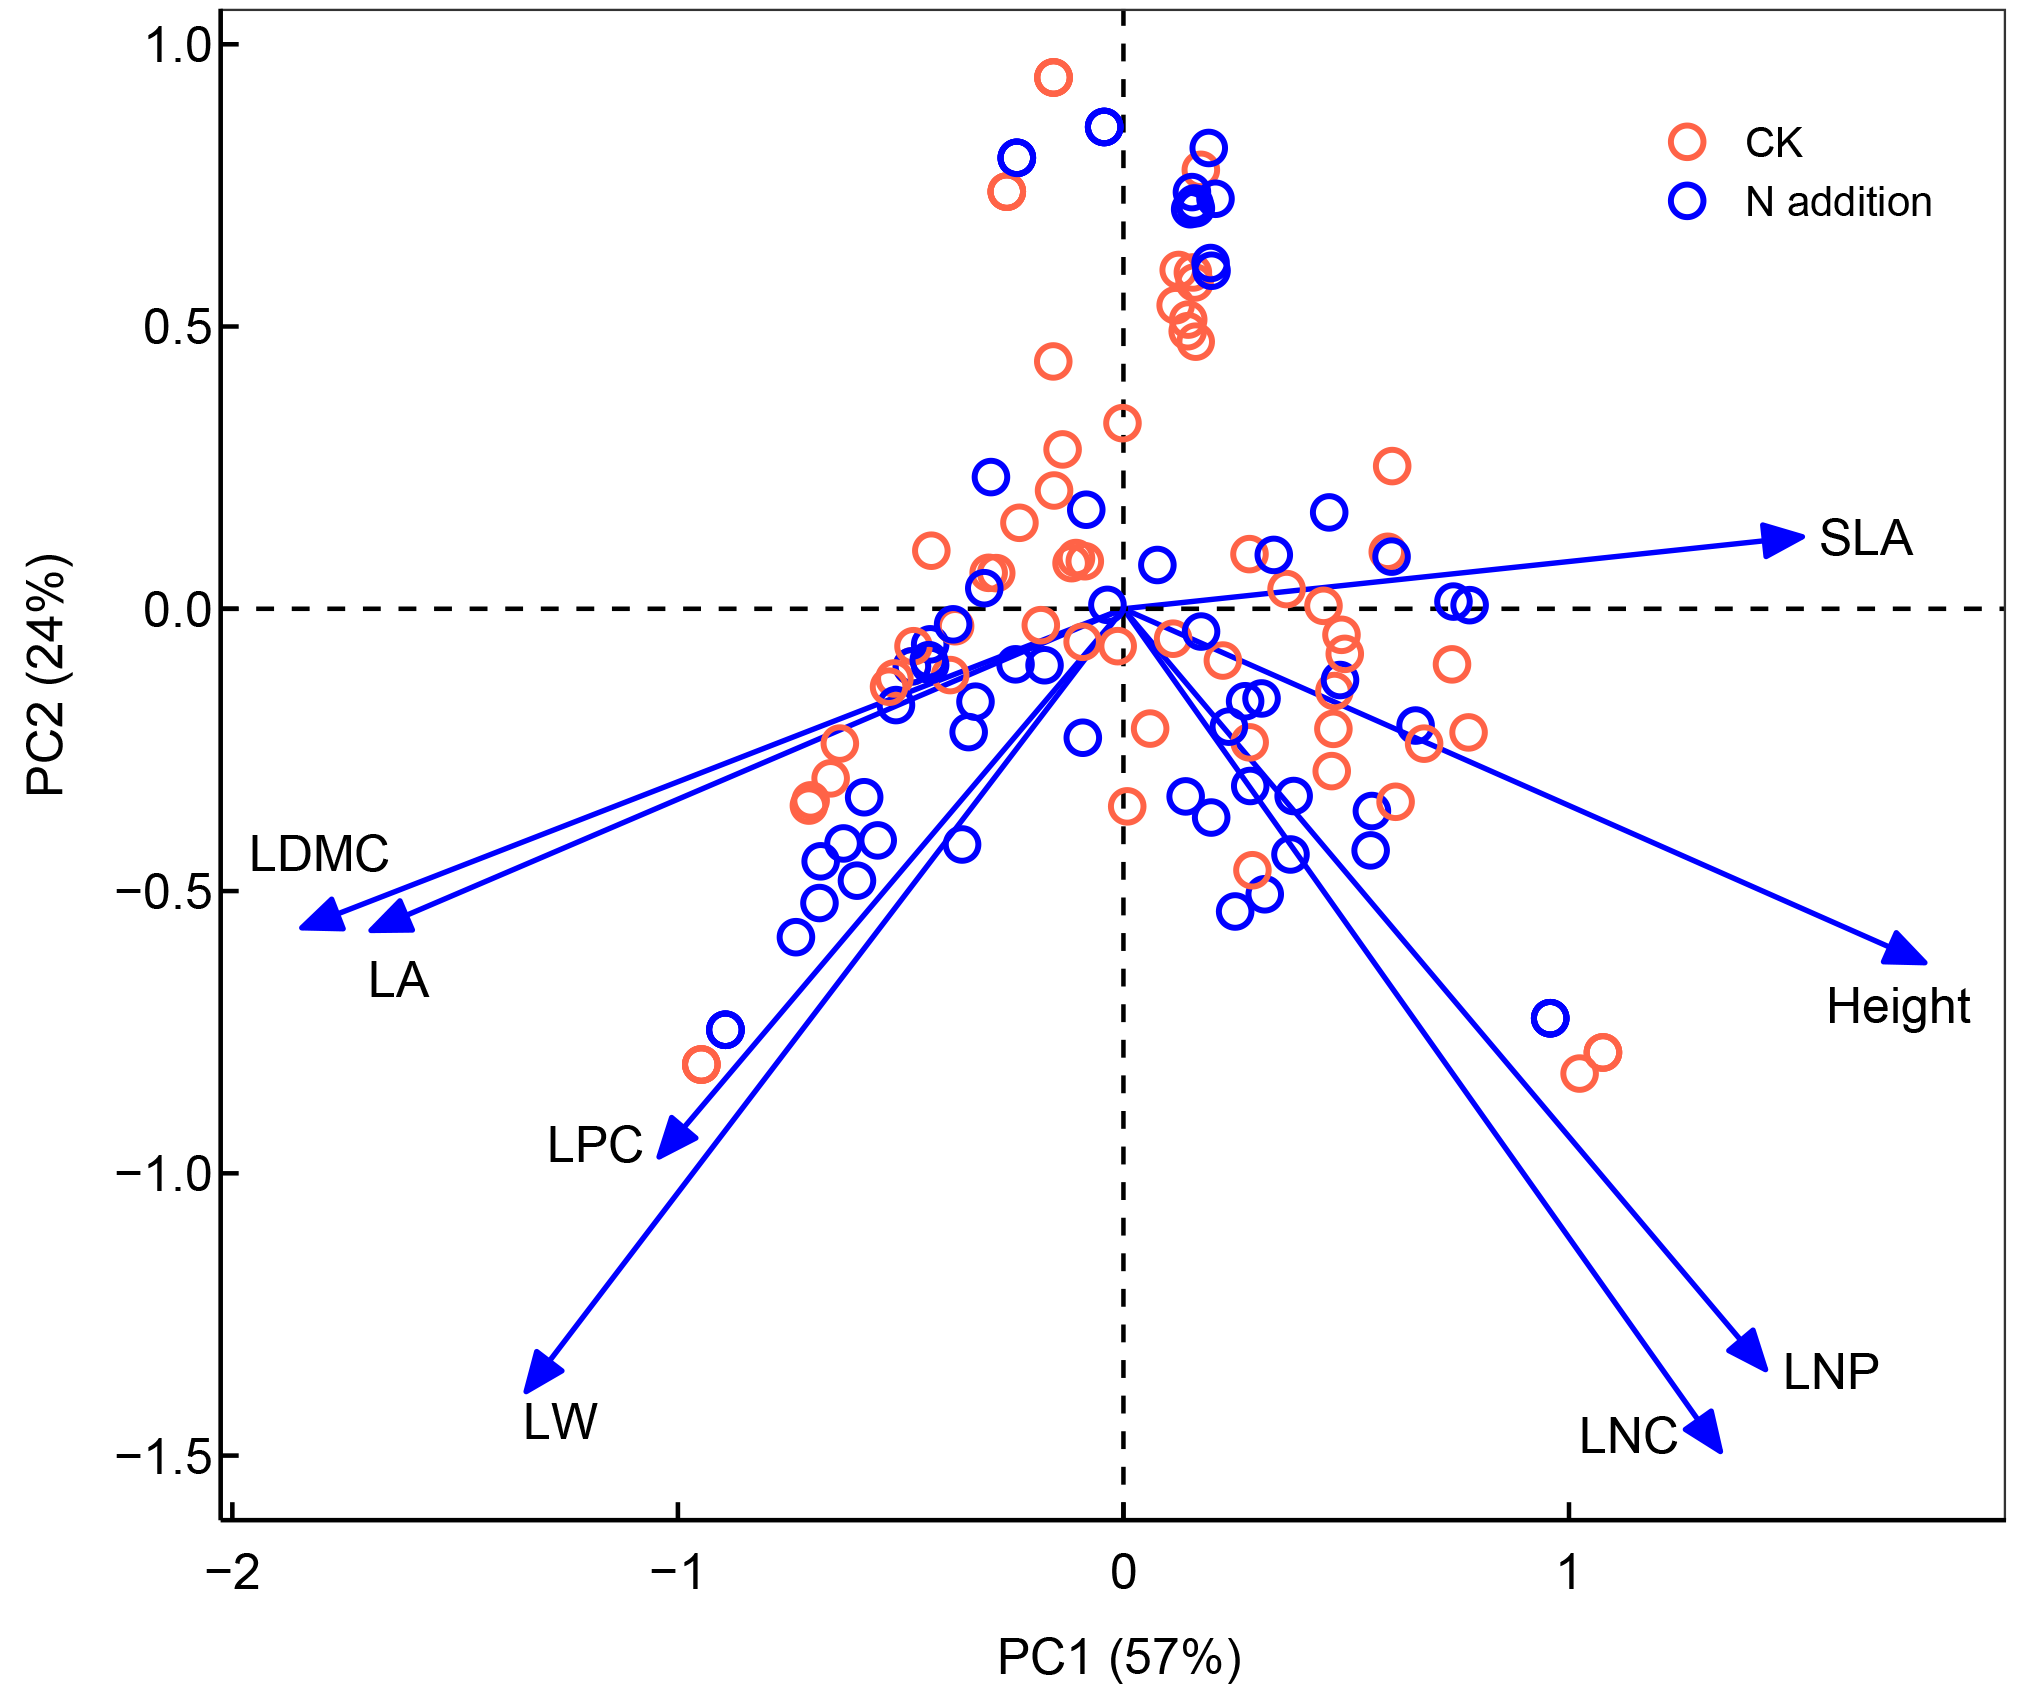 1.0
0.5
0.0
−0.5
−1.0
−1.5
PC2 (24%)
CK
N addition
SLA
LDMC
LA
Height
LPC
LNP
LW
LNC
−2
−1
0
1
PC1 (57%)